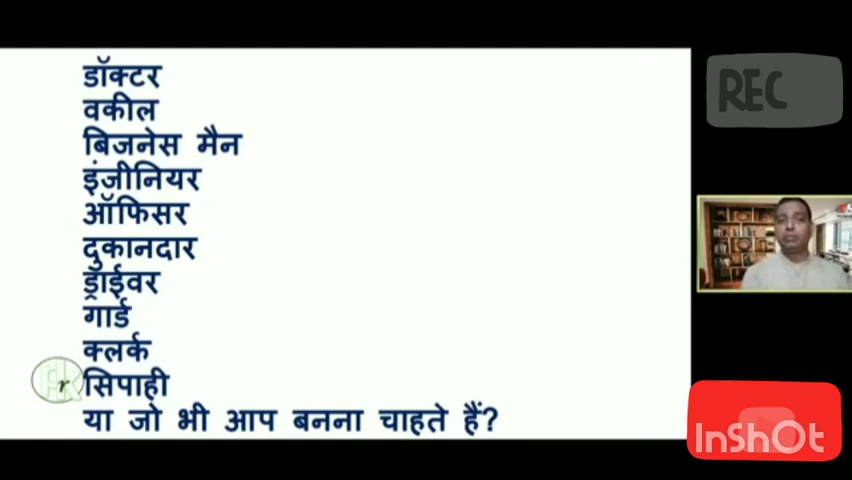 डॉक्टर
वकील
बिजनेस मैन
इंजीनियर
ऑफिसर
दुकानदार
ड्राईवर
गार्ड
क्लर्क
सिपाही
या जो भी आप बनना चाहते हैं?
REC
InShOt